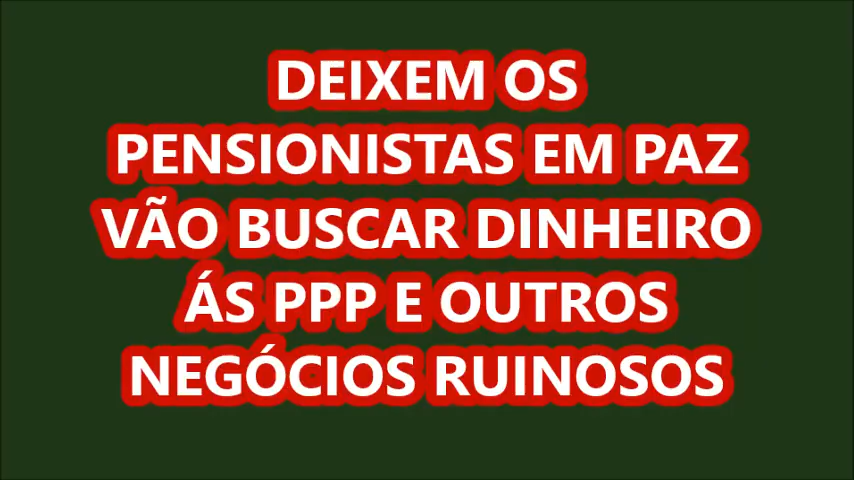 DEIXEM OS
PENSIONISTAS EM PAZ
VÃO BUSCAR DINHEIRO
ÁS PPP E OUTROS
NEGÓCIOS RUINOSOS